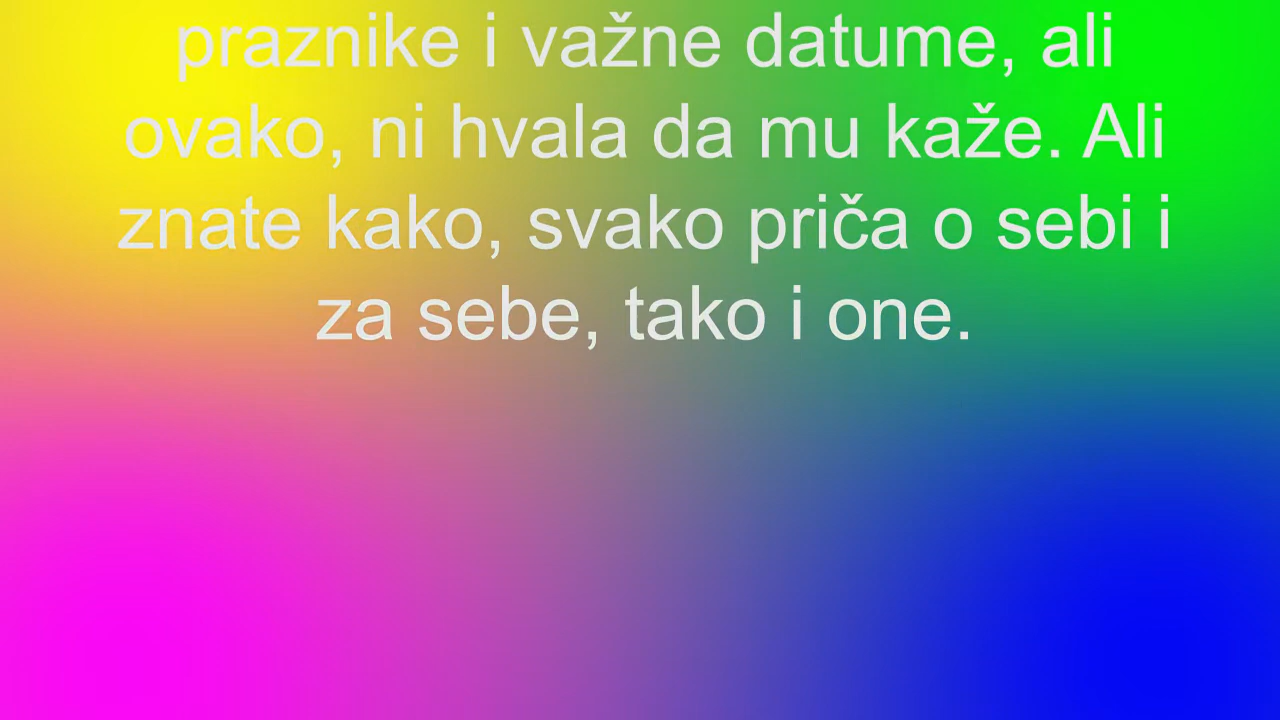 praznike i važne datume, ali
ovako, ni hvala da mu kaže. Ali
znate kako, svako priča o sebi i
za sebe, tako i one.